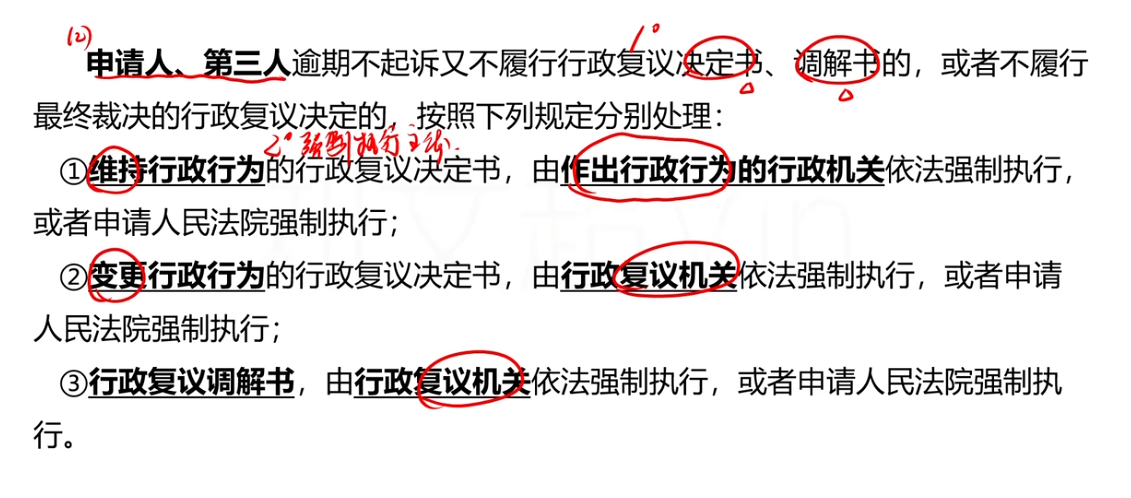 (2)
1°
申请人、第三人逾期不起诉又不履行行政复议决定书、调解书的，或者不履行
最终裁决的行政复议决定的，按照下列规定分别处理：
2°强制执行主体.
①维持行政行为的行政复议决定书，由作出行政行为的行政机关依法强制执行，
或者申请人民法院强制执行；
②变更行政行为的行政复议决定书，由行政复议机关依法强制执行，或者申请
人民法院强制执行；
③行政复议调解书，由行政复议机关依法强制执行，或者申请人民法院强制执
行。